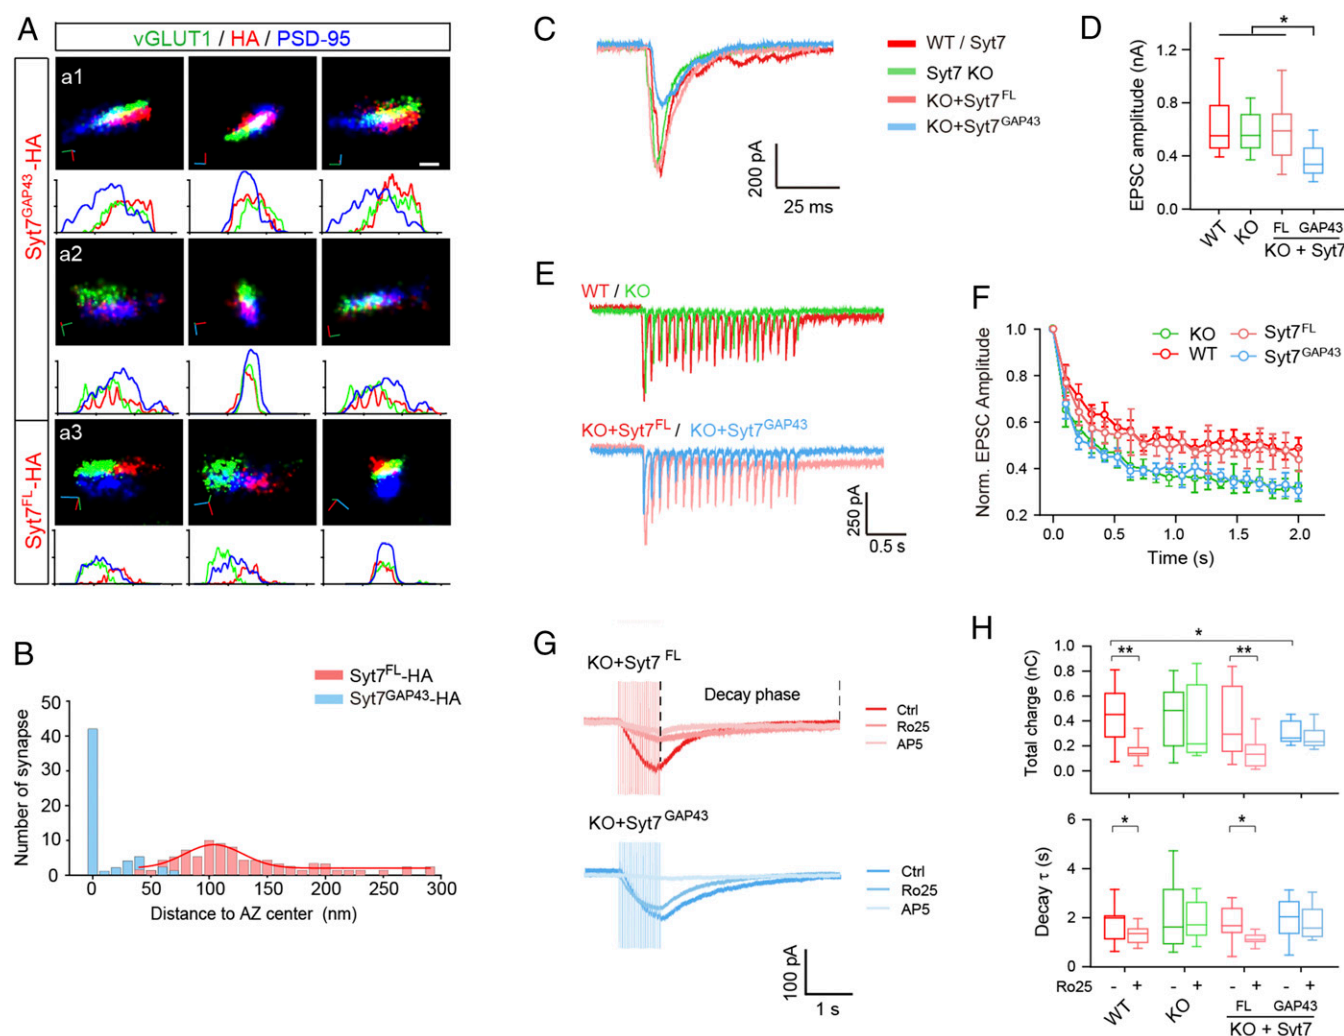 A
vGLUT1 / HA / PSD-95
Syt7GAP43-HA
a1
a2
Syt7FL-HA
a3
B
Syt7FL-HA
Syt7GAP43-HA
Number of synapse
50
40
30
20
10
0
0 50 100 150 200 250 300
Distance to AZ center (nm)
C
WT / Syt7
Syt7 KO
KO+Syt7FL
KO+Syt7GAP43
200 pA
25 ms
D
*
EPSC amplitude (nA)
1.2
0.8
0.4
0.0
WT KO FL GAP43
KO + Syt7
E
WT / KO
KO+Syt7FL / KO+Syt7GAP43
250 pA
0.5 s
F
Norm. EPSC Amplitude
1.0
0.8
0.6
0.4
0.2
KO Syt7FL
WT Syt7GAP43
0.0 0.5 1.0 1.5 2.0
Time (s)
G
KO+Syt7 FL
Decay phase
Ctrl
Ro25
AP5
KO+Syt7 GAP43
Ctrl
Ro25
AP5
100 pA
1 s
H
*
** **
Total charge (nC)
1.0
0.8
0.6
0.4
0.2
0.0
* *
Decay τ (s)
6
4
2
0
Ro25 - + - + - + - +
WT KO FL GAP43
KO + Syt7